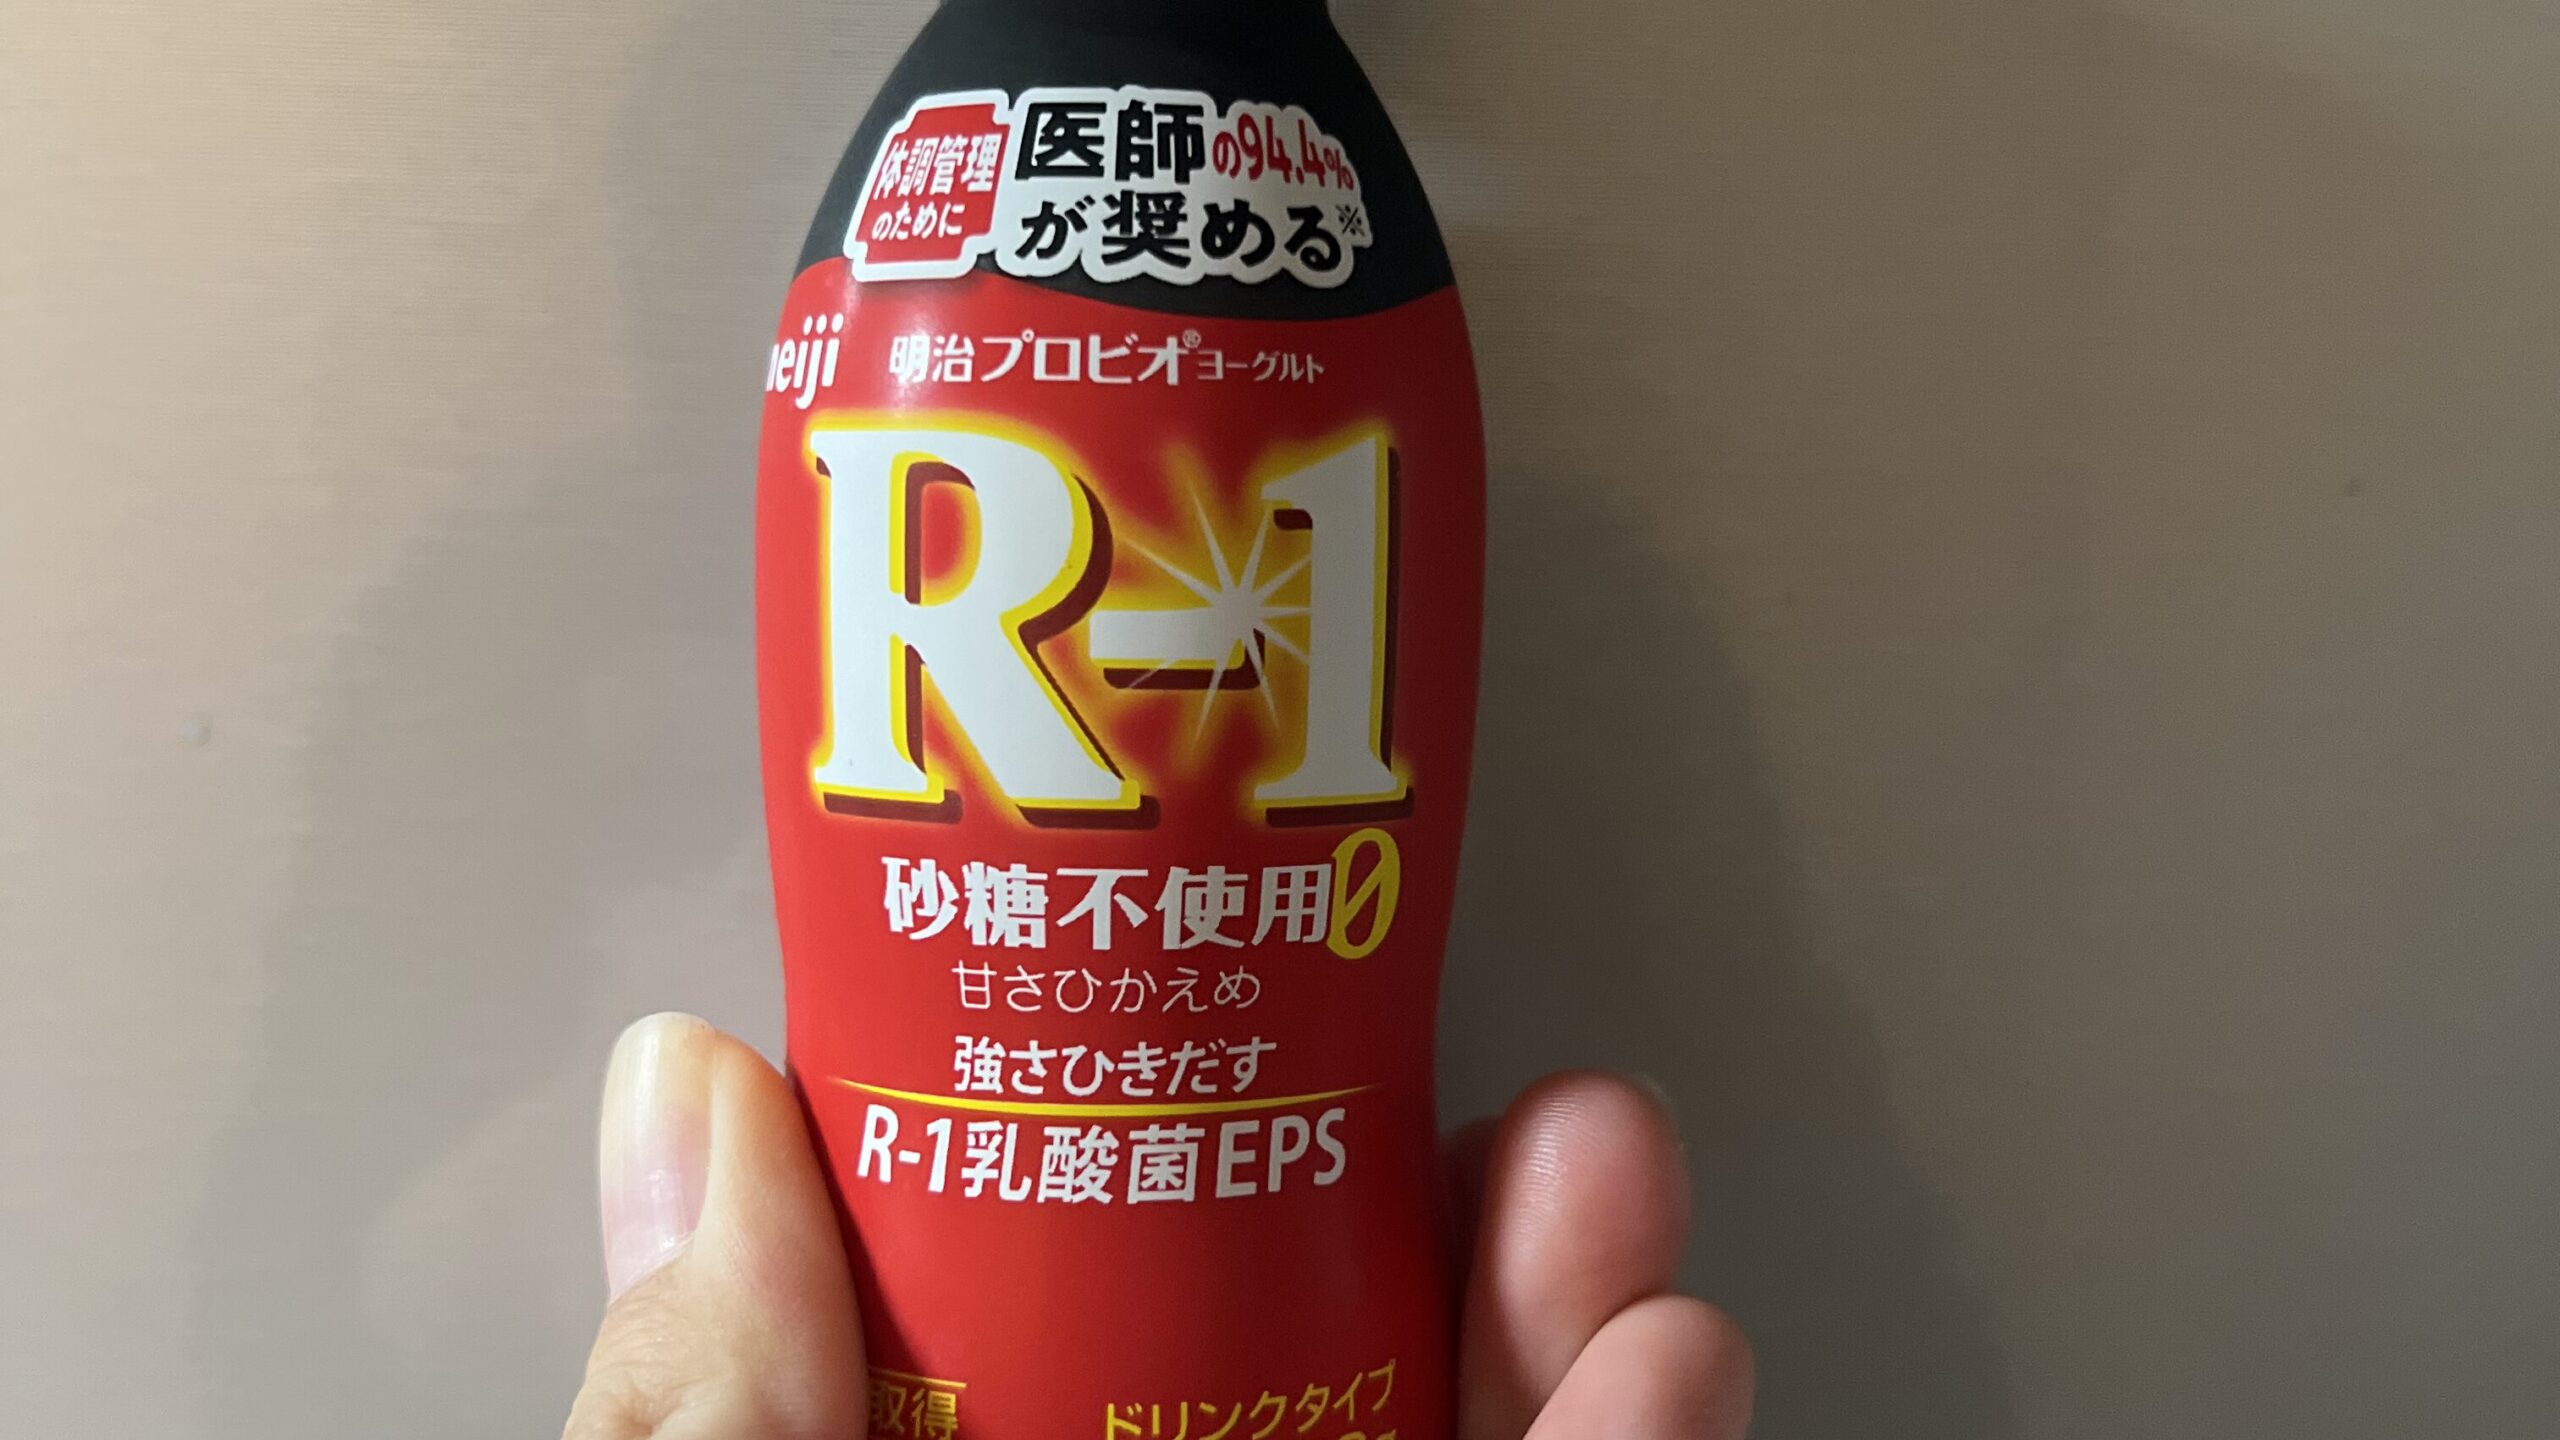 体調管理
のために
医師の94.4%
が奨める※
meiji
明治プロビオ®ヨーグルト
R-1
砂糖不使用0
甘さひかえめ
強さひきだす
R-1乳酸菌EPS
取得
ドリンクタイプ